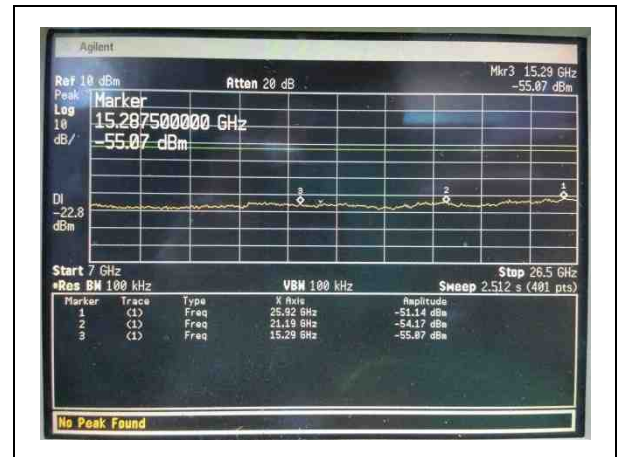 Agilent
Mkr3 15.29 GHz
Ref 10 dBm Atten 20 dB -55.07 dBm
Peak
Log
10
dB/
Marker
15.287500000 GHz
-55.07 dBm
3 2 1
DI
-22.8
dBm
Start 7 GHz Stop 26.5 GHz
•Res BW 100 kHz VBW 100 kHz Sweep 2.512 s (401 pts)
Marker Trace Type X Axis Amplitude
1 (1) Freq 25.92 GHz -51.14 dBm
2 (1) Freq 21.19 GHz -54.17 dBm
3 (1) Freq 15.29 GHz -55.07 dBm
No Peak Found